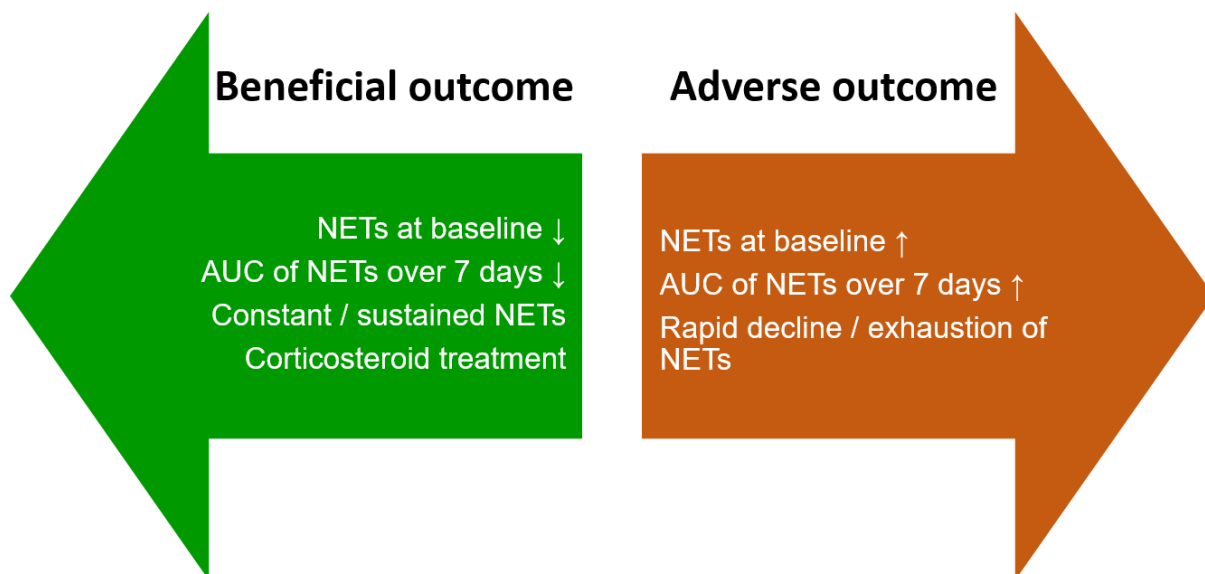 Beneficial outcome
NETs at baseline ↓
AUC of NETs over 7 days ↓
Constant / sustained NETs
Corticosteroid treatment
Adverse outcome
NETs at baseline ↑
AUC of NETs over 7 days ↑
Rapid decline / exhaustion of
NETs